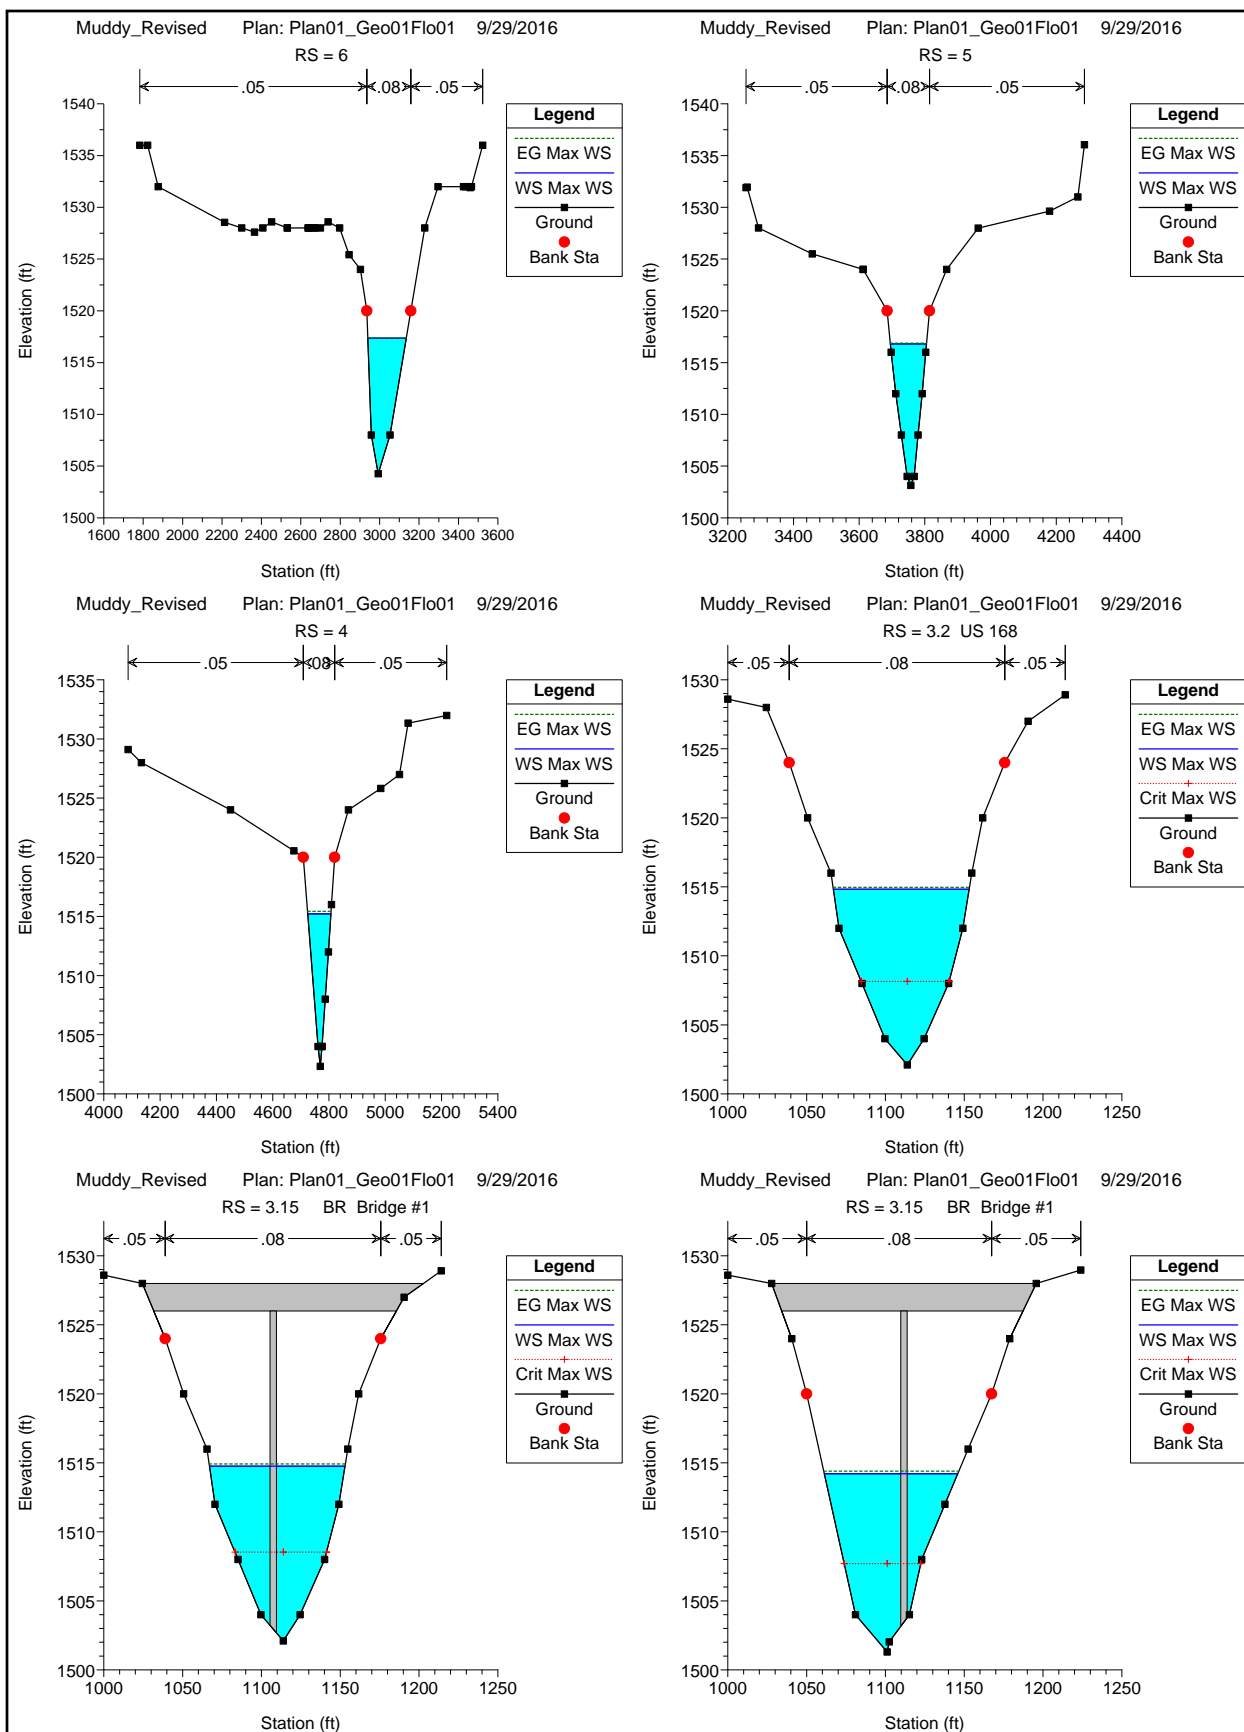 Muddy_Revised Plan: Plan01_Geo01Flo01 9/29/2016
RS = 6
.05 .08 .05
Legend
EG Max WS
WS Max WS
Ground
Bank Sta
Elevation (ft)
1540
1535
1530
1525
1520
1515
1510
1505
1500
1600 1800 2000 2200 2400 2600 2800 3000 3200 3400 3600
Station (ft)
Muddy_Revised Plan: Plan01_Geo01Flo01 9/29/2016
RS = 5
.05 .08 .05
Legend
EG Max WS
WS Max WS
Ground
Bank Sta
Elevation (ft)
1540
1535
1530
1525
1520
1515
1510
1505
1500
3200 3400 3600 3800 4000 4200 4400
Station (ft)
Muddy_Revised Plan: Plan01_Geo01Flo01 9/29/2016
RS = 4
.05 .08 .05
Legend
EG Max WS
WS Max WS
Ground
Bank Sta
Elevation (ft)
1535
1530
1525
1520
1515
1510
1505
1500
4000 4200 4400 4600 4800 5000 5200 5400
Station (ft)
Muddy_Revised Plan: Plan01_Geo01Flo01 9/29/2016
RS = 3.2 US 168
.05 .08 .05
Legend
EG Max WS
WS Max WS
Crit Max WS
Ground
Bank Sta
Elevation (ft)
1530
1525
1520
1515
1510
1505
1500
1000 1050 1100 1150 1200 1250
Station (ft)
Muddy_Revised Plan: Plan01_Geo01Flo01 9/29/2016
RS = 3.15 BR Bridge #1
.05 .08 .05
Legend
EG Max WS
WS Max WS
Crit Max WS
Ground
Bank Sta
Elevation (ft)
1530
1525
1520
1515
1510
1505
1500
1000 1050 1100 1150 1200 1250
Station (ft)
Muddy_Revised Plan: Plan01_Geo01Flo01 9/29/2016
RS = 3.15 BR Bridge #1
.05 .08 .05
Legend
EG Max WS
WS Max WS
Crit Max WS
Ground
Bank Sta
Elevation (ft)
1530
1525
1520
1515
1510
1505
1500
1000 1050 1100 1150 1200 1250
Station (ft)